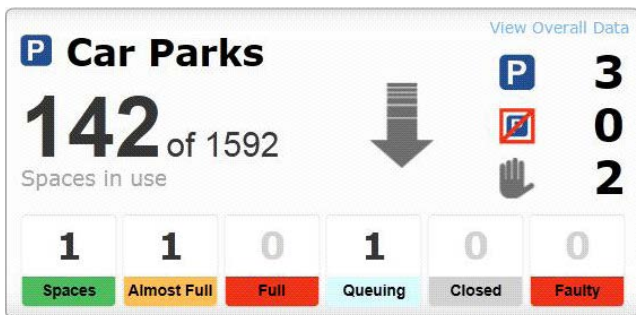 View Overall Data
P Car Parks
P 3
142 of 1592
P 0
Spaces in use
2
1 1 0 1 0 0
Spaces Almost Full Full Queuing Closed Faulty